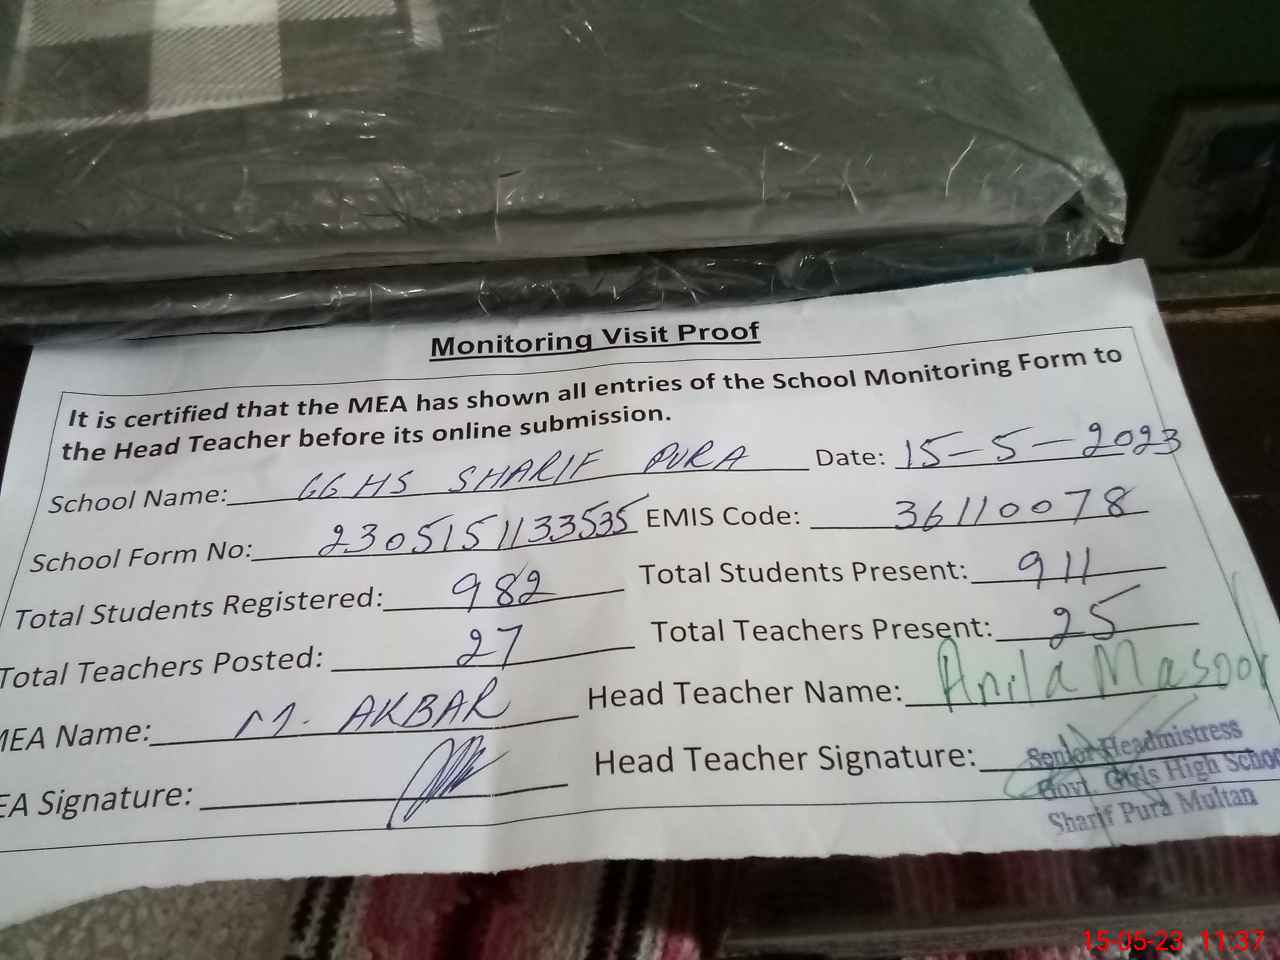 Monitoring Visit Proof
It is certified that the MEA has shown all entries of the School Monitoring Form to
the Head Teacher before its online submission.
School Name: GGHS SHARIF PURA Date: 15-5-2023
School Form No: 2305151133535 EMIS Code: 36110078
Total Students Registered: 982 Total Students Present: 911
Total Teachers Posted: 27 Total Teachers Present: 25
MEA Name: M. AKBAR Head Teacher Name: Anila Masoor
EA Signature: Head Teacher Signature:
Senior Headmistress
Govt. Girls High School
Sharif Pura Multan
15-05-23 11:37